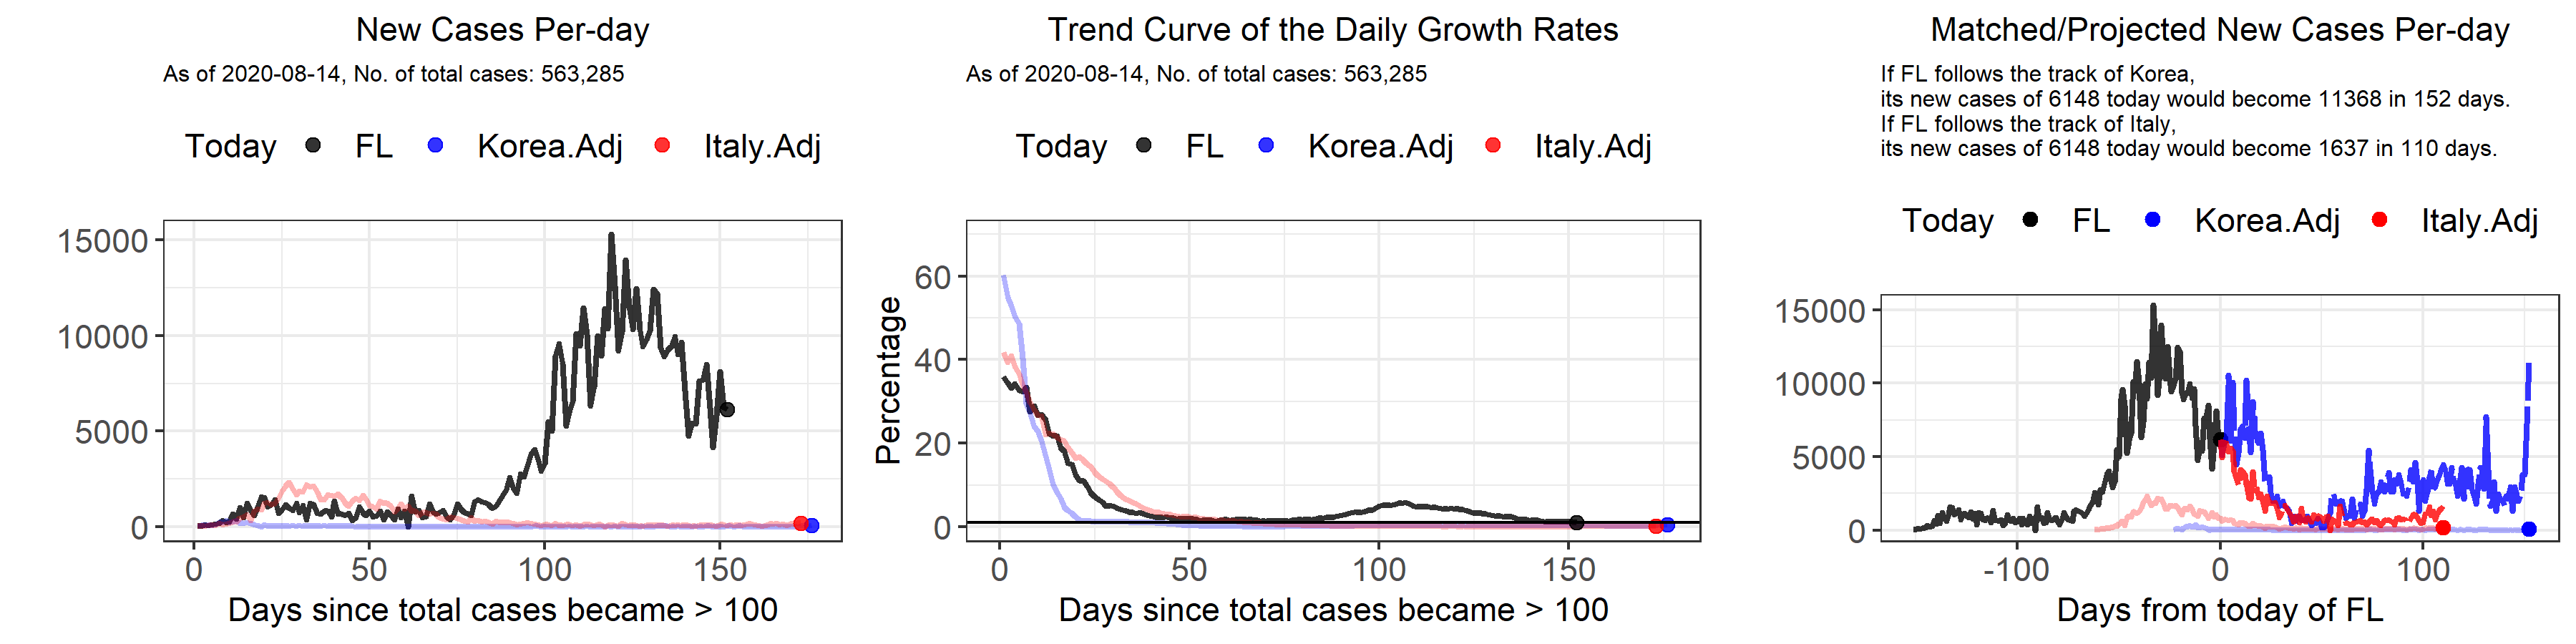 New Cases Per-day
As of 2020-08-14, No. of total cases: 563,285
Today FL Korea.Adj Italy.Adj
15000
10000
5000
0
0 50 100 150
Days since total cases became > 100
Trend Curve of the Daily Growth Rates
As of 2020-08-14, No. of total cases: 563,285
Today FL Korea.Adj Italy.Adj
Percentage
60
40
20
0
0 50 100 150
Days since total cases became > 100
Matched/Projected New Cases Per-day
If FL follows the track of Korea,
its new cases of 6148 today would become 11368 in 152 days.
If FL follows the track of Italy,
its new cases of 6148 today would become 1637 in 110 days.
Today FL Korea.Adj Italy.Adj
15000
10000
5000
0
-100 0 100
Days from today of FL